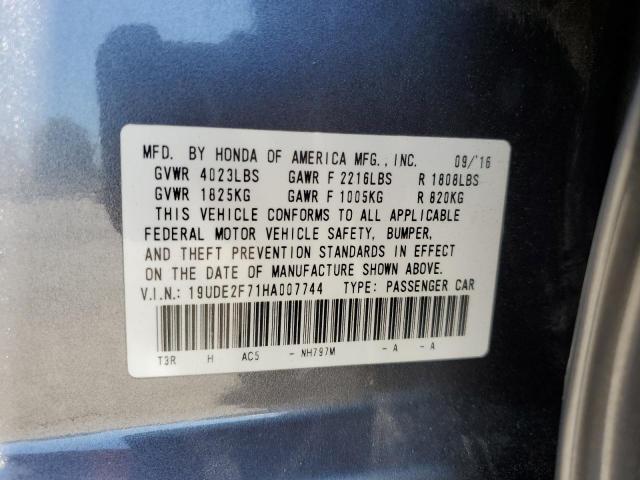 MFD. BY HONDA OF AMERICA MFG., INC. 09/'16
GVWR 4023LBS GAWR F 2216LBS R 1808LBS
GVWR 1825KG GAWR F 1005KG R 820KG
THIS VEHICLE CONFORMS TO ALL APPLICABLE
FEDERAL MOTOR VEHICLE SAFETY, BUMPER,
AND THEFT PREVENTION STANDARDS IN EFFECT
ON THE DATE OF MANUFACTURE SHOWN ABOVE.
V.I.N.: 19UDE2F71HA007744 TYPE: PASSENGER CAR
T3R H AC5 - NH797M - A - A